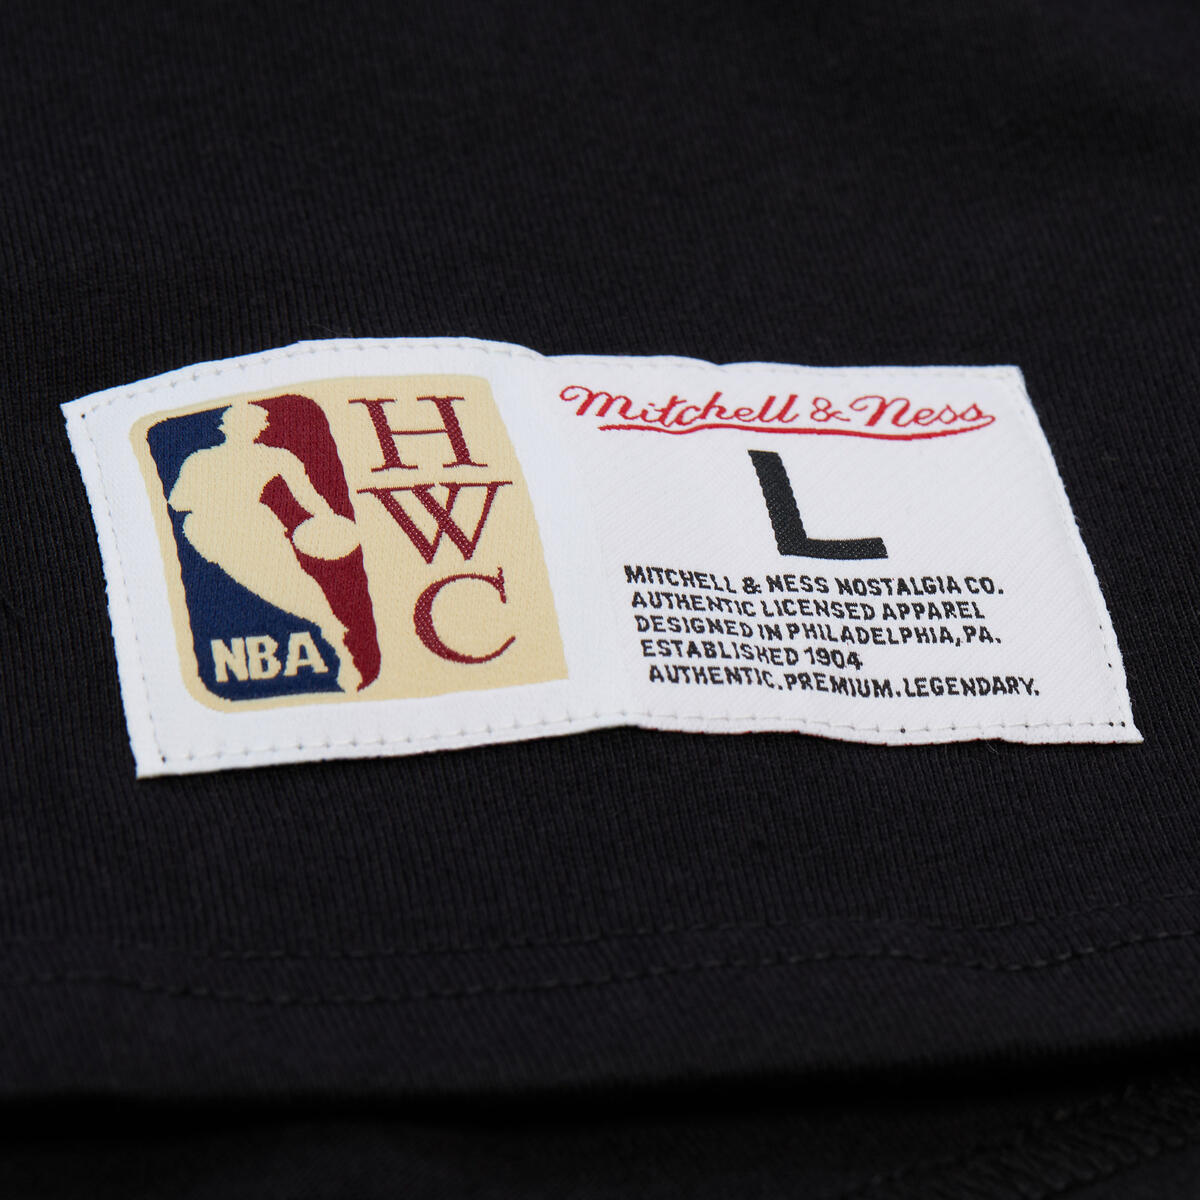 H
W
C
NBA
Mitchell & Ness
L
MITCHELL & NESS NOSTALGIA CO.
AUTHENTIC LICENSED APPAREL
DESIGNED IN PHILADELPHIA, PA.
ESTABLISHED 1904
AUTHENTIC.PREMIUM.LEGENDARY.